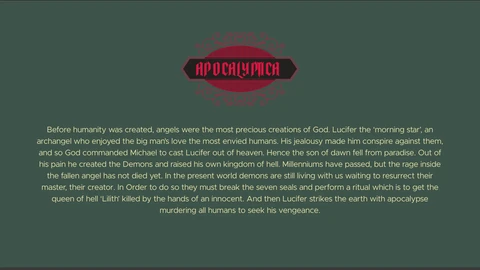 APOCALYPTICA
Before humanity was created, angels were the most precious creations of God. Lucifer the 'morning star', an
archangel who enjoyed the big man's love the most envied humans. His jealousy made him conspire against them,
and so God commanded Michael to cast Lucifer out of heaven. Hence the son of dawn fell from paradise. Out of
his pain he created the Demons and raised his own kingdom of hell. Millenniums have passed, but the rage inside
the fallen angel has not died yet. In the present world demons are still living with us waiting to resurrect their
master, their creator. In Order to do so they must break the seven seals and perform a ritual which is to get the
queen of hell 'Lilith' killed by the hands of an innocent. And then Lucifer strikes the earth with apocalypse
murdering all humans to seek his vengeance.